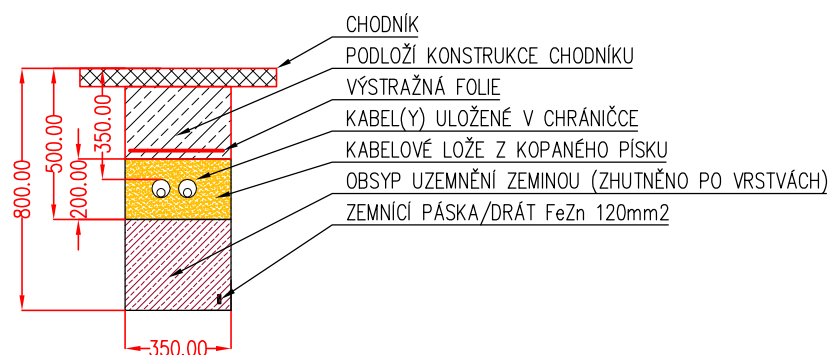 CHODNÍK
PODLOŽÍ KONSTRUKCE CHODNÍKU
VÝSTRAŽNÁ FOLIE
KABEL(Y) ULOŽENÉ V CHRÁNIČCE
KABELOVÉ LOŽE Z KOPANÉHO PÍSKU
OBSYP UZEMNĚNÍ ZEMINOU (ZHUTNĚNO PO VRSTVÁCH)
ZEMNÍCÍ PÁSKA/DRÁT FeZn 120mm2
800.00
500.00
200.00
350.00
350.00